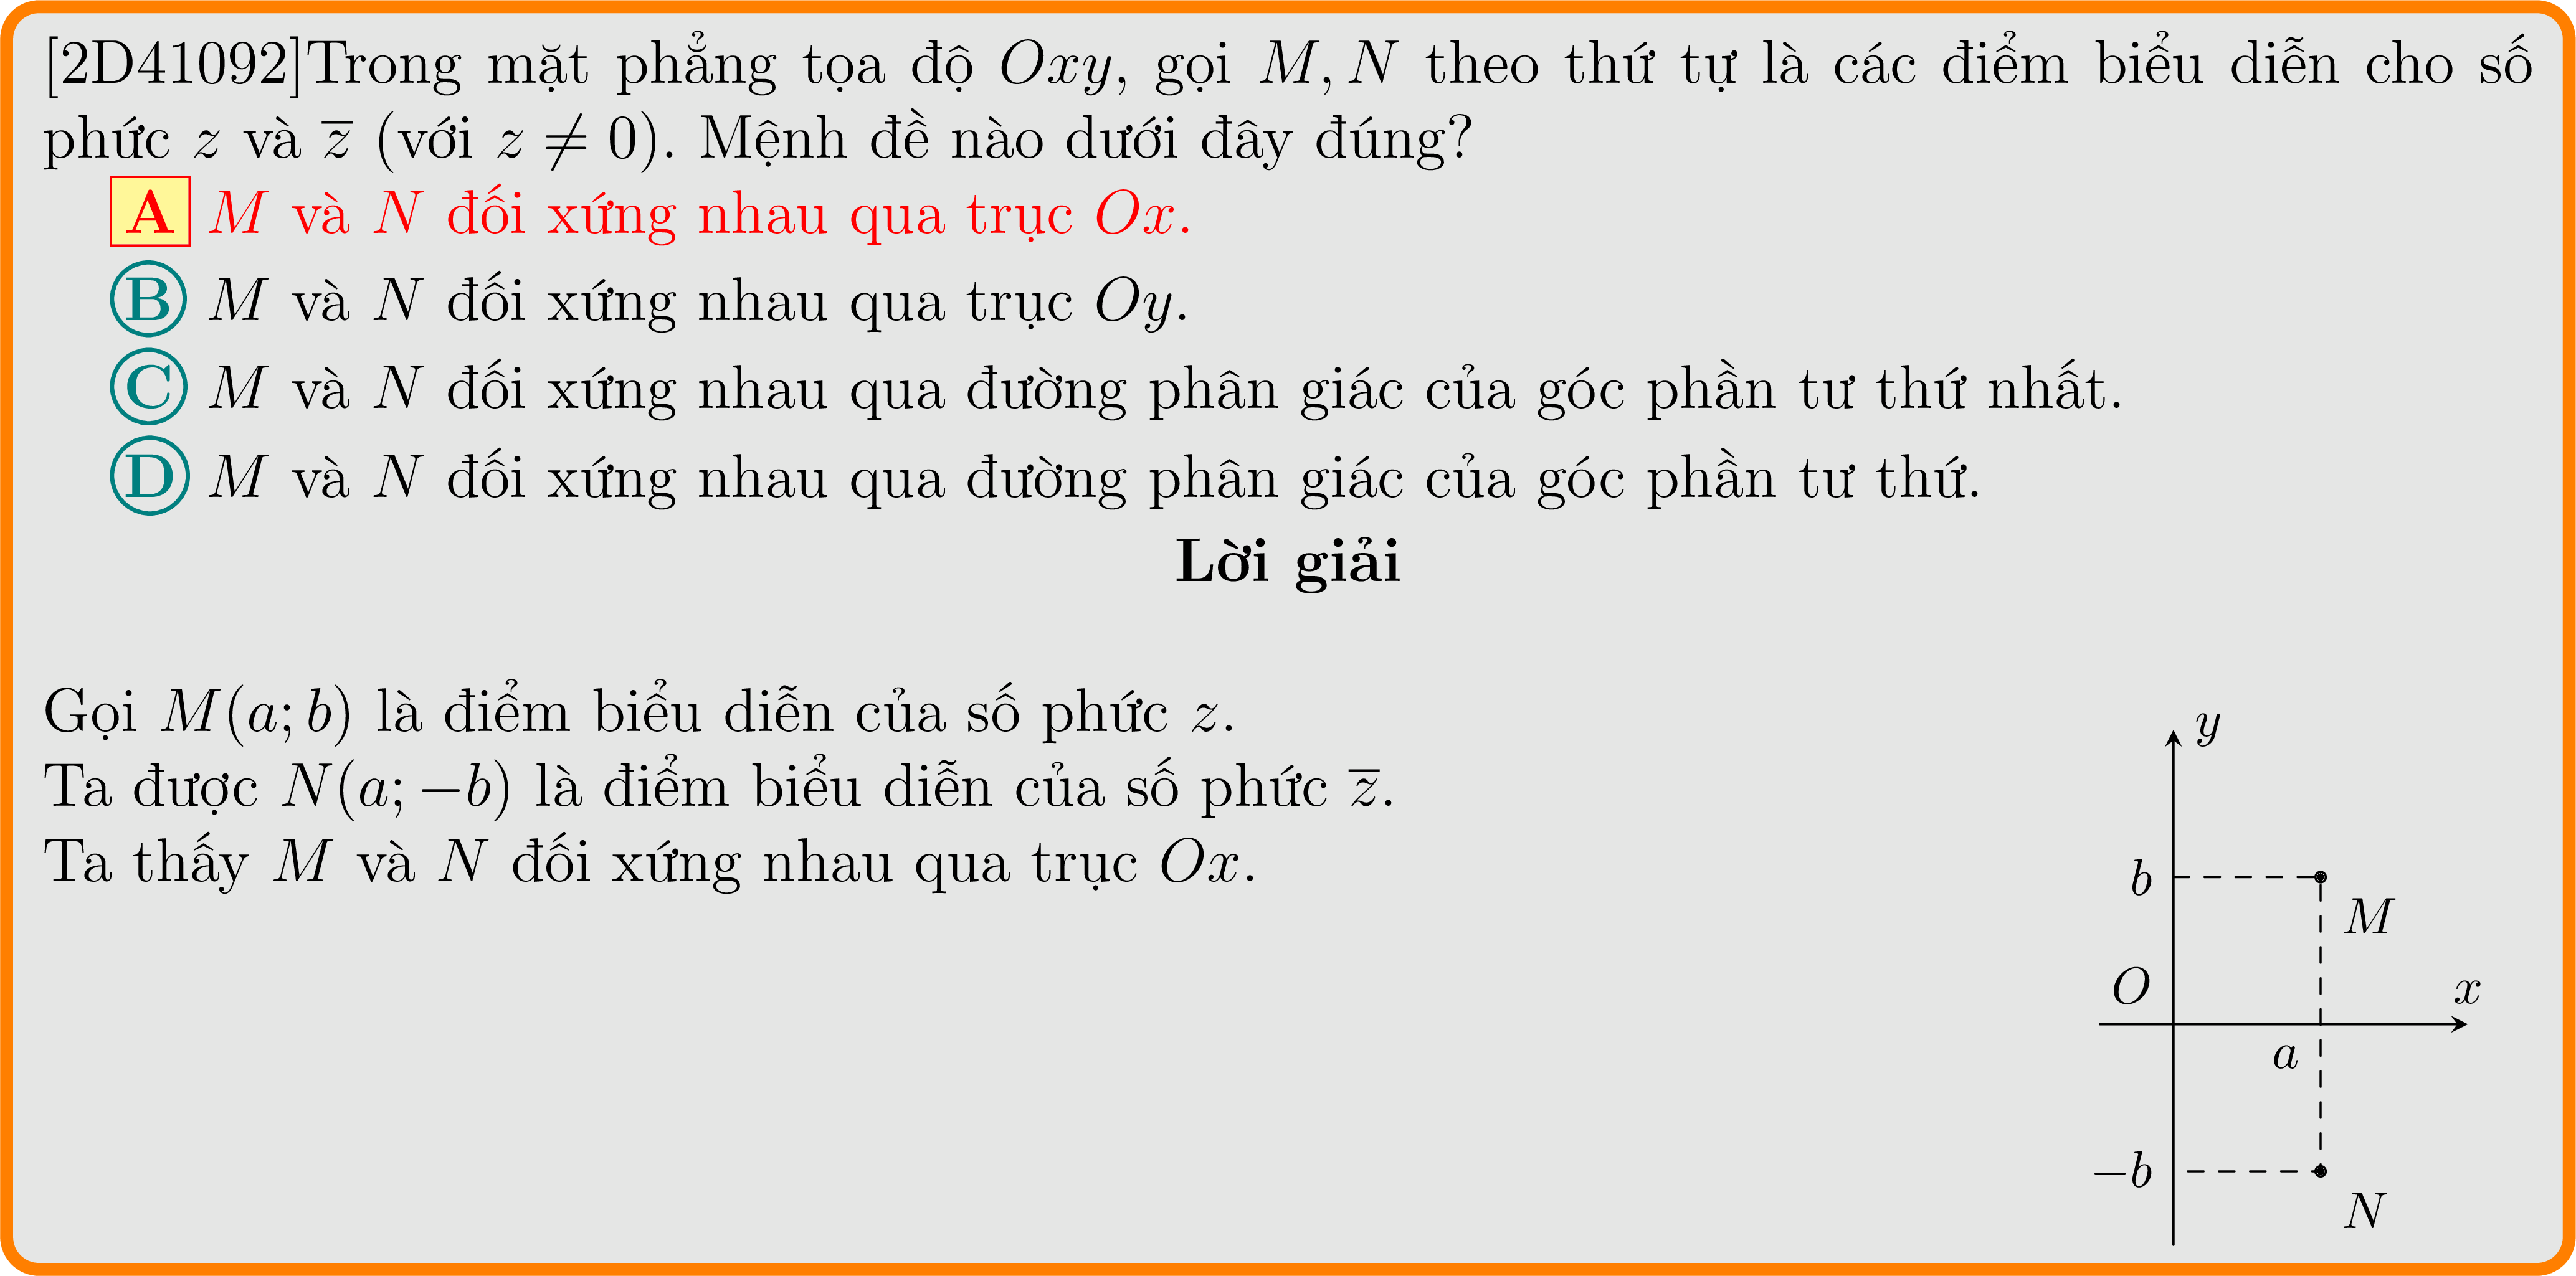 [2D41092]Trong mặt phẳng tọa độ Oxy, gọi M, N theo thứ tự là các điểm biểu diễn cho số
phức z và z̅ (với z ≠ 0). Mệnh đề nào dưới đây đúng?
A M và N đối xứng nhau qua trục Ox.
B M và N đối xứng nhau qua trục Oy.
C M và N đối xứng nhau qua đường phân giác của góc phần tư thứ nhất.
D M và N đối xứng nhau qua đường phân giác của góc phần tư thứ.
Lời giải
Gọi M(a; b) là điểm biểu diễn của số phức z.
Ta được N(a; −b) là điểm biểu diễn của số phức z̅.
Ta thấy M và N đối xứng nhau qua trục Ox.
y
b
M
O
x
a
−b
N